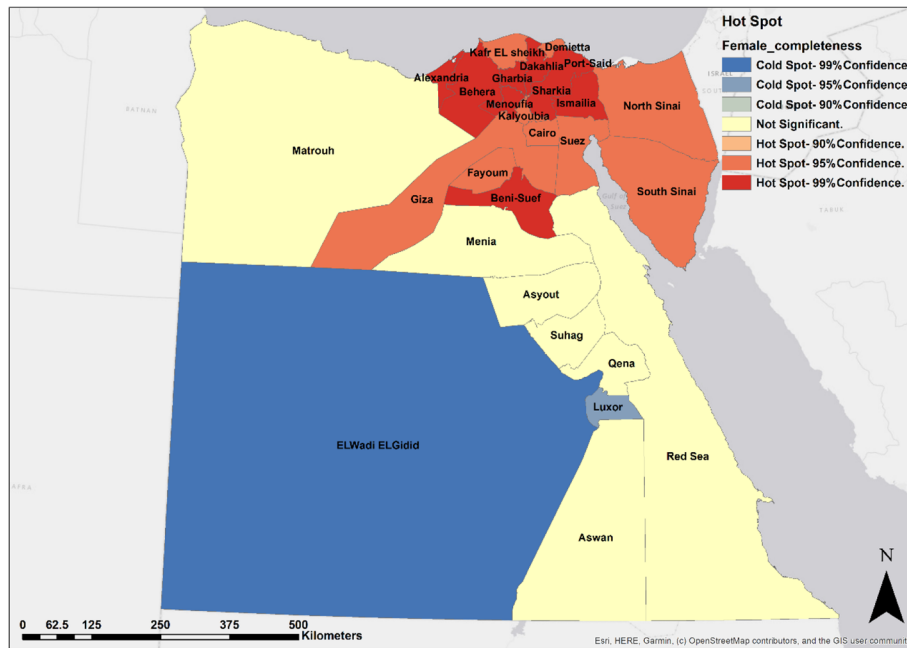 Hot Spot
Female_completeness
Cold Spot- 99%Confidence
Cold Spot- 95%Confidence
Cold Spot- 90%Confidence
Not Significant.
Hot Spot- 90%Confidence.
Hot Spot- 95%Confidence.
Hot Spot- 99%Confidence.
Demietta
Kafr EL sheikh
Dakahlia
Port-Said
Alexandria
Gharbia
Behera
Sharkia
Menoufia
Ismailia
Kalyoubia
North Sinai
Cairo
Suez
Matrouh
Fayoum
Giza
Beni-Suef
South Sinai
Menia
Asyout
Suhag
Qena
Luxor
ELWadi ELGidid
Red Sea
Aswan
ISRAEL
TABUK
N
0 62.5 125 250 375 500
Kilometers
Esri, HERE, Garmin, (c) OpenStreetMap contributors, and the GIS user communit